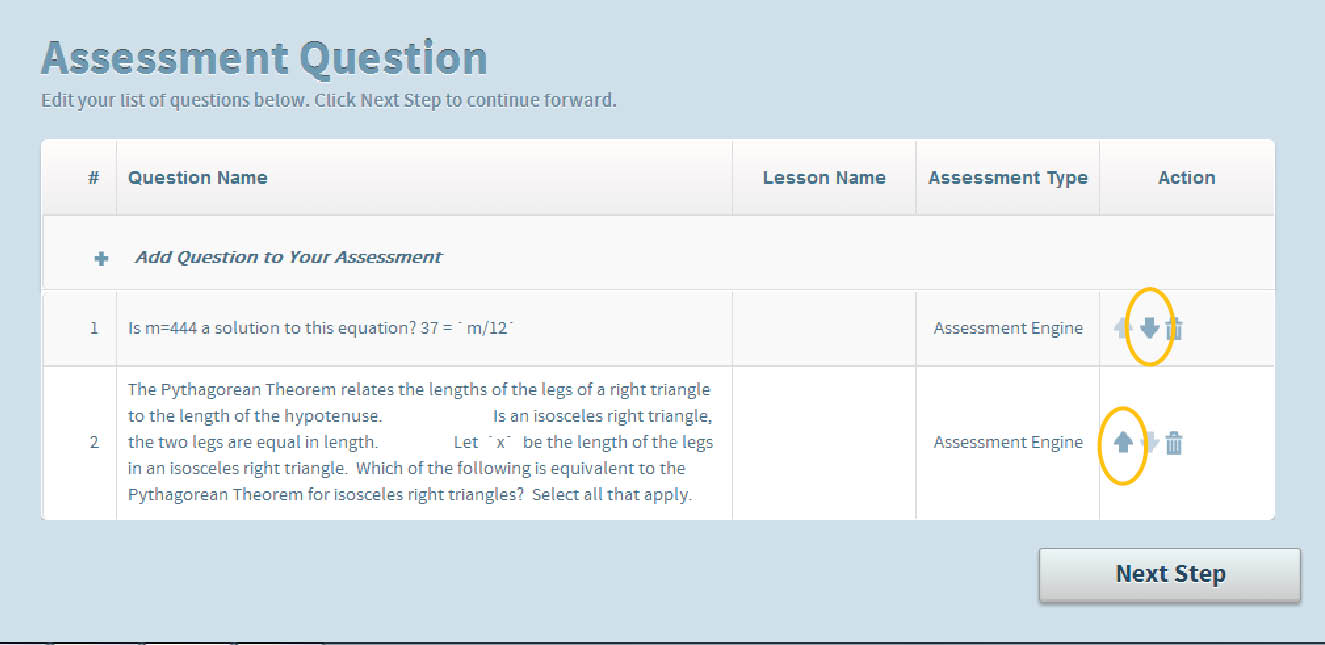 Assessment Question
Edit your list of questions below. Click Next Step to continue forward.
# Question Name Lesson Name Assessment Type Action
+ Add Question to Your Assessment
1 Is m=444 a solution to this equation? 37 = `m/12` Assessment Engine
The Pythagorean Theorem relates the lengths of the legs of a right triangle
to the length of the hypotenuse. Is an isosceles right triangle,
2 the two legs are equal in length. Let `x` be the length of the legs Assessment Engine
in an isosceles right triangle. Which of the following is equivalent to the
Pythagorean Theorem for isosceles right triangles? Select all that apply.
Next Step